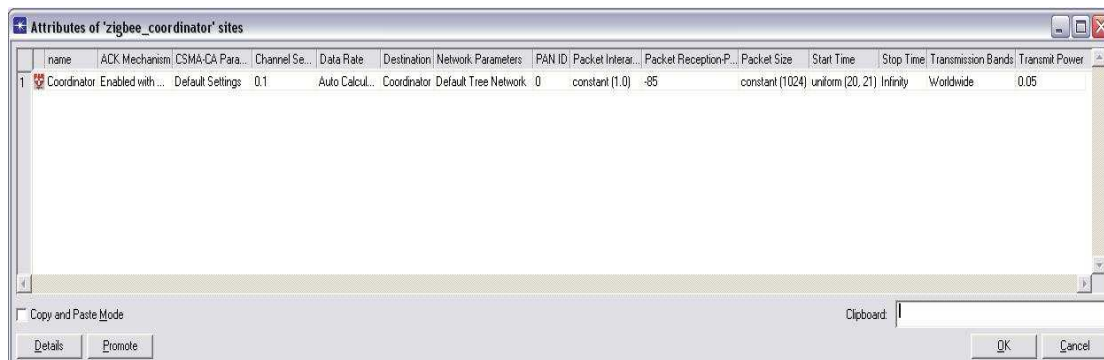 Attributes of 'zigbee_coordinator' sites
name ACK Mechanism CSMA-CA Para... Channel Se... Data Rate Destination Network Parameters PAN ID Packet Interar... Packet Reception-P... Packet Size Start Time Stop Time Transmission Bands Transmit Power
1 Coordinator Enabled with ... Default Settings 0.1 Auto Calcul... Coordinator Default Tree Network 0 constant (1.0) -85 constant (1024) uniform (20, 21) Infinity Worldwide 0.05
Copy and Paste Mode Clipboard:
Details Promote OK Cancel